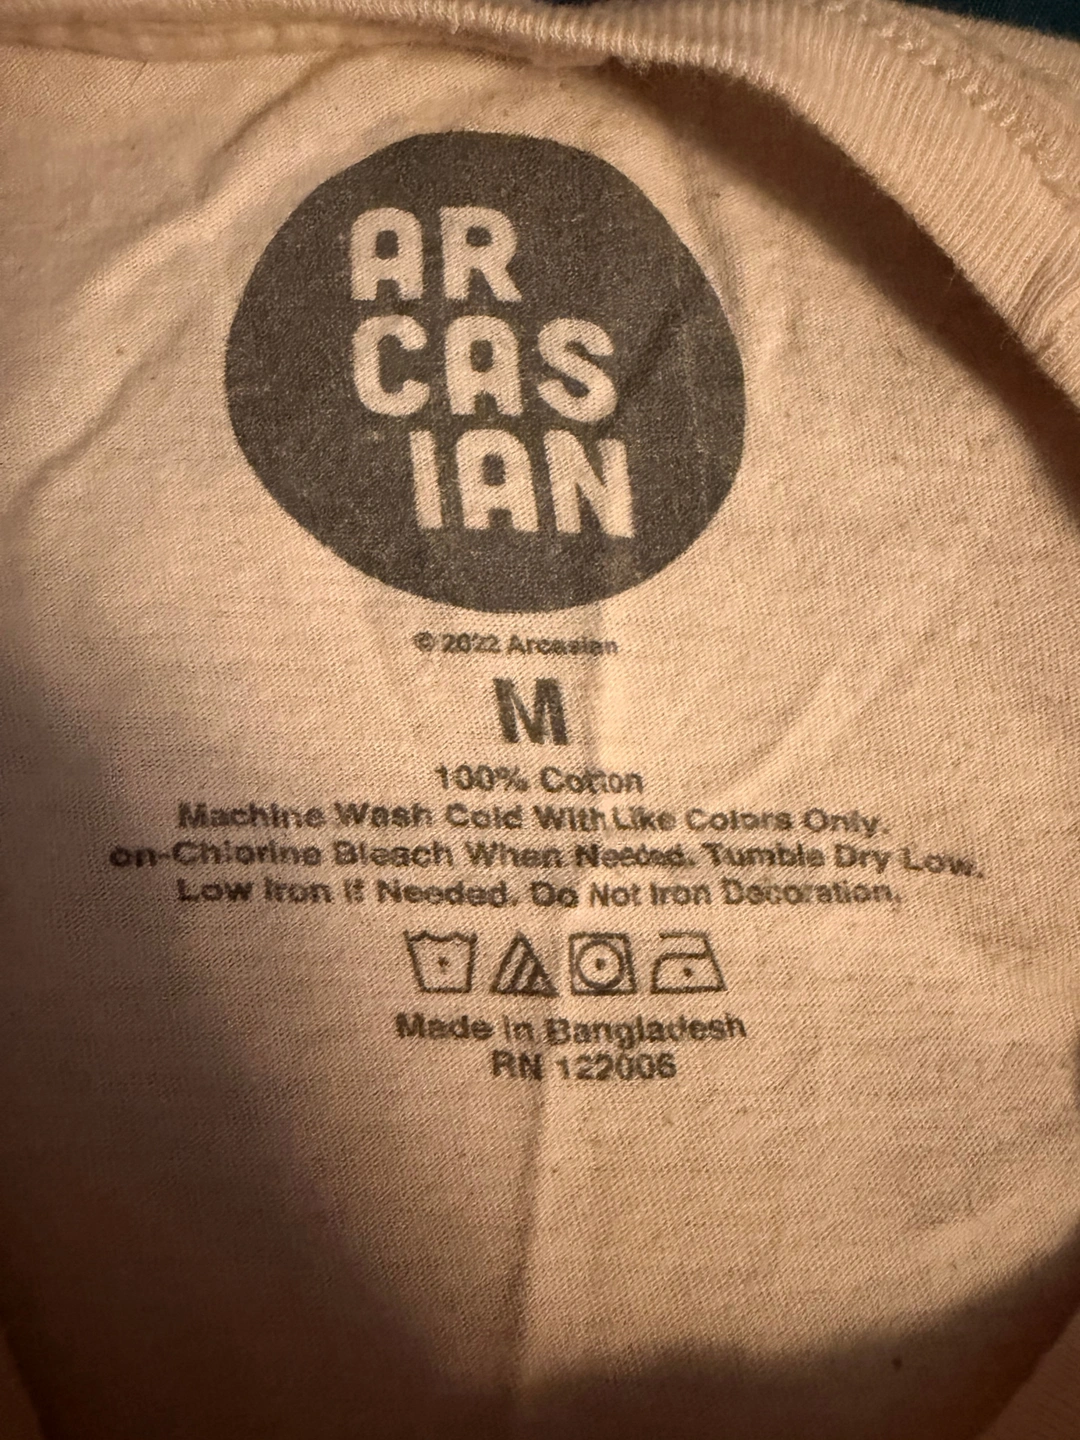 AR
CAS
IAN
© 2022 Arcasian
M
100% Cotton
Machine Wash Cold With Like Colors Only.
on-Chlorine Bleach When Needed. Tumble Dry Low.
Low Iron If Needed. Do Not Iron Decoration.
Made in Bangladesh
RN 122006